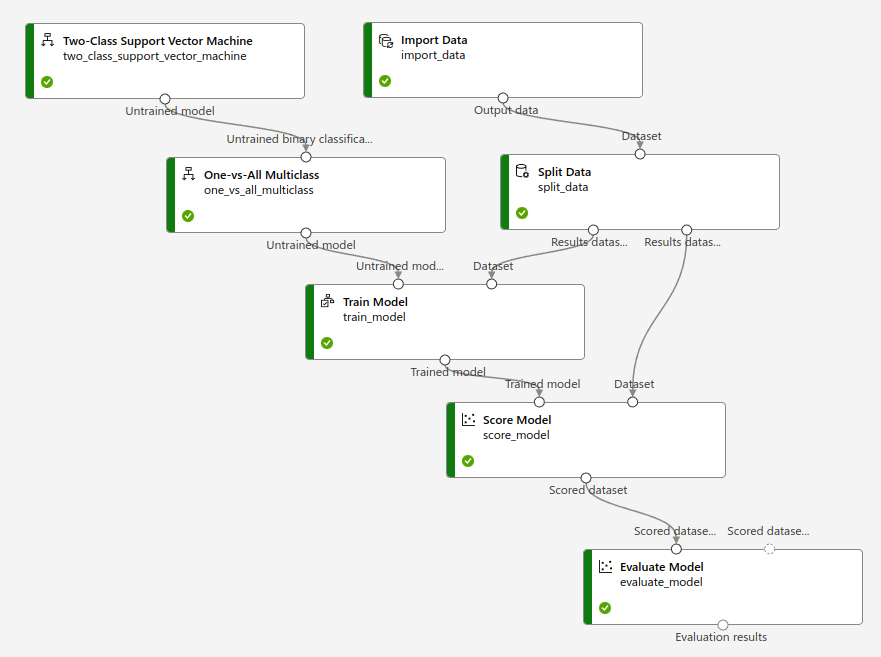 Two-Class Support Vector Machine
two_class_support_vector_machine
Untrained model
Import Data
import_data
Output data
Untrained binary classifica...
Dataset
One-vs-All Multiclass
one_vs_all_multiclass
Untrained model
Split Data
split_data
Results datas...
Results datas...
Untrained mod...
Dataset
Train Model
train_model
Trained model
Trained model
Dataset
Score Model
score_model
Scored dataset
Scored datase...
Scored datase...
Evaluate Model
evaluate_model
Evaluation results